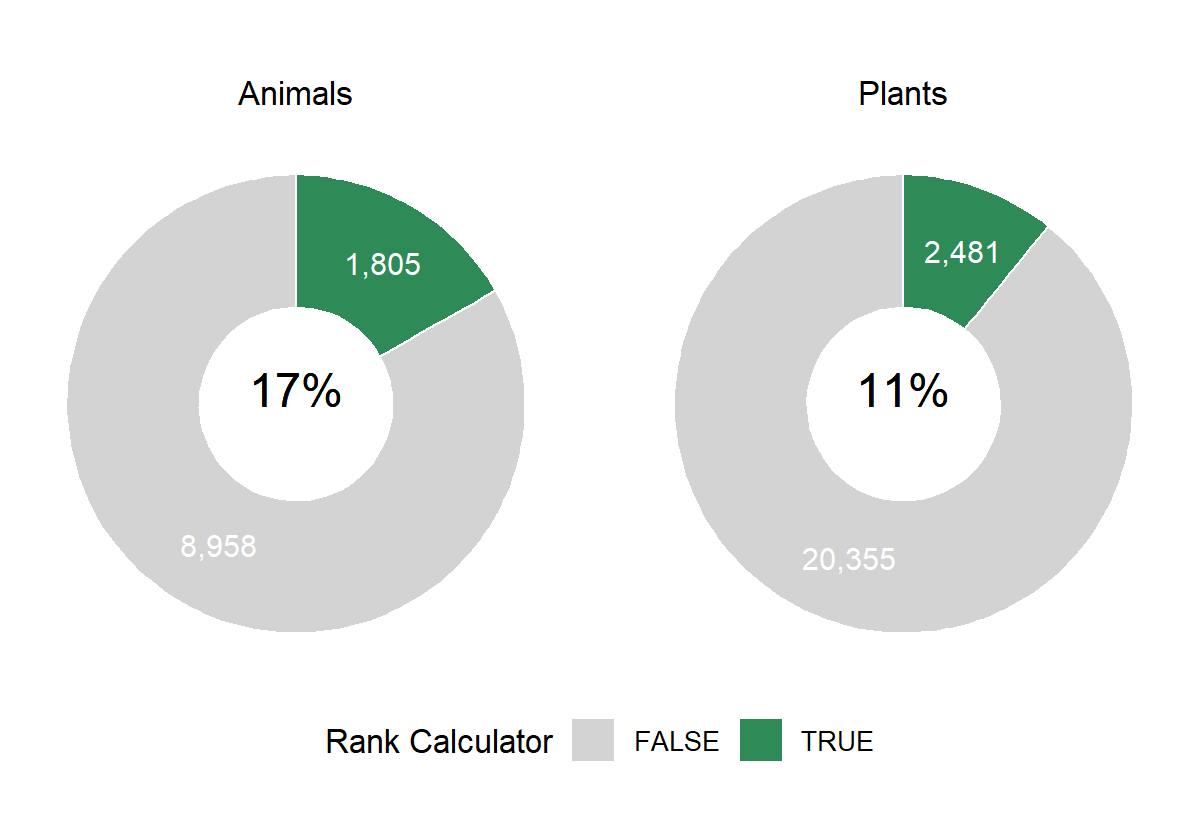 Animals
Plants
1,805
2,481
17%
11%
8,958
20,355
Rank Calculator FALSE TRUE